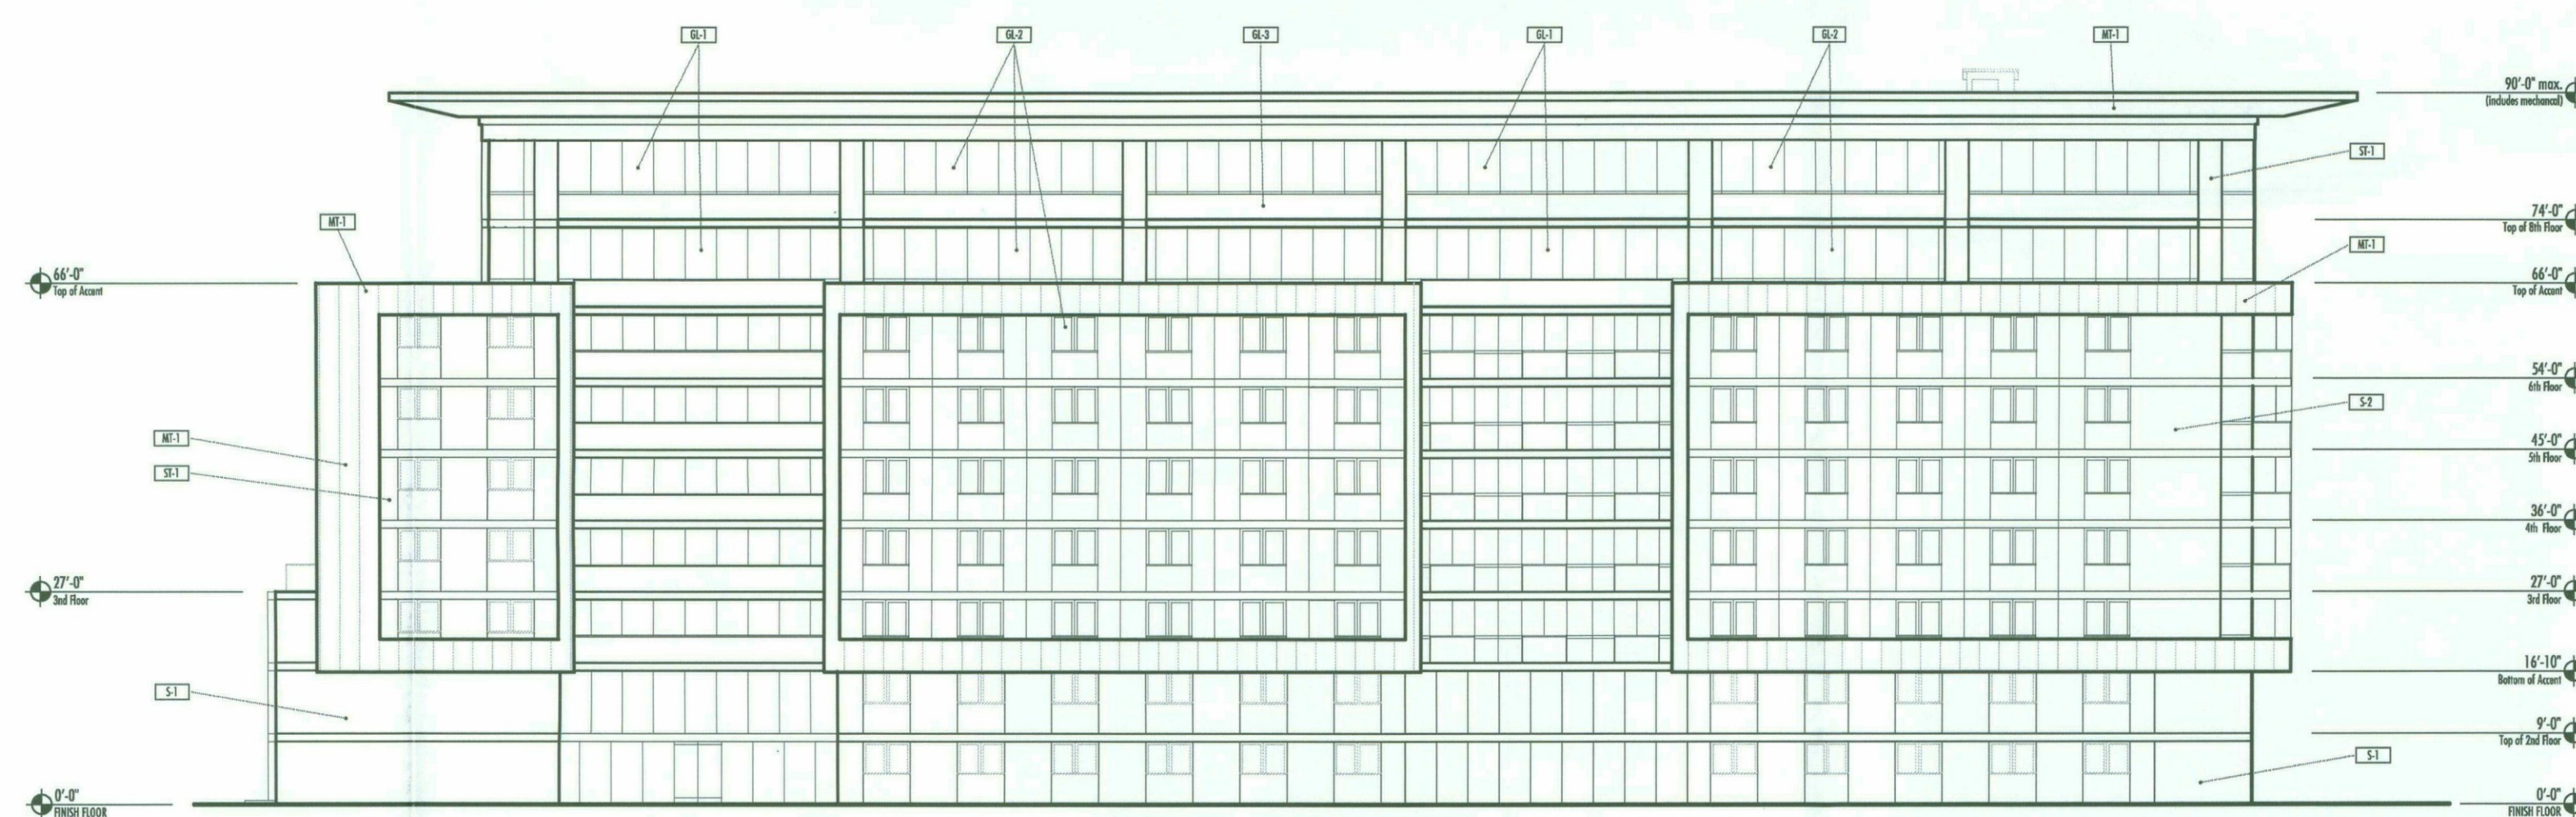 GL-1
GL-2
GL-3
GL-1
GL-2
MT-1
90'-0" max.
(includes mechancal)
ST-1
MT-1
74'-0"
Top of 8th Floor
MT-1
66'-0"
Top of Accent
66'-0"
Top of Accent
54'-0"
6th Floor
S-2
MT-1
45'-0"
5th Floor
ST-1
36'-0"
4th Floor
27'-0"
3nd Floor
27'-0"
3rd Floor
16'-10"
Bottom of Accent
S-1
9'-0"
Top of 2nd Floor
S-1
0'-0"
FINISH FLOOR
0'-0"
FINISH FLOOR